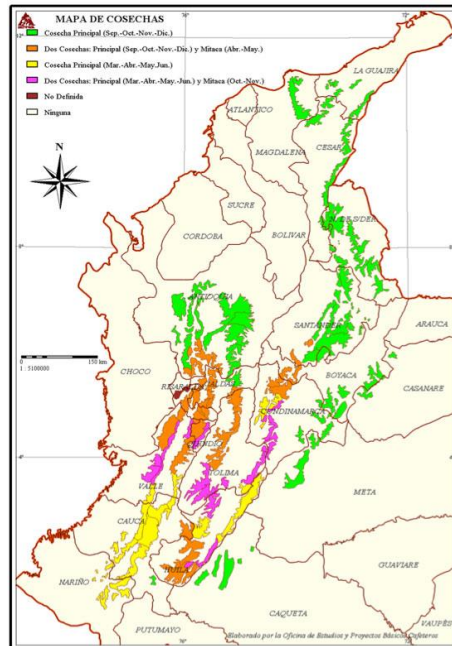 MAPA DE COSECHAS
Cosecha Principal (Sep.-Oct.-Nov.-Dic.)
Dos Cosechas: Principal (Sep.-Oct.-Nov.-Dic.) y Mitaca (Abr.-May.)
Cosecha Principal (Mar.-Abr.-May.Jun.)
Dos Cosechas: Principal (Mar.-Abr.-May.-Jun.) y Mitaca (Oct.-Nov.)
No Definida
Ninguna
N
LA GUAJIRA
ATLANTICO
MAGDALENA
CESAR
SUCRE
CORDOBA
BOLIVAR
ANTIOQUIA
SANTANDER
ARAUCA
0 150 km
1 : 5100000
CHOCO
BOYACA
CASANARE
CUNDINAMARCA
TOLIMA
VALLE
META
CAUCA
HUILA
GUAVIARE
NARIÑO
CAQUETA
VAUPÉS
PUTUMAYO
Elaborada por la Oficina de Estudios y Proyectos Básicos Cafeteros